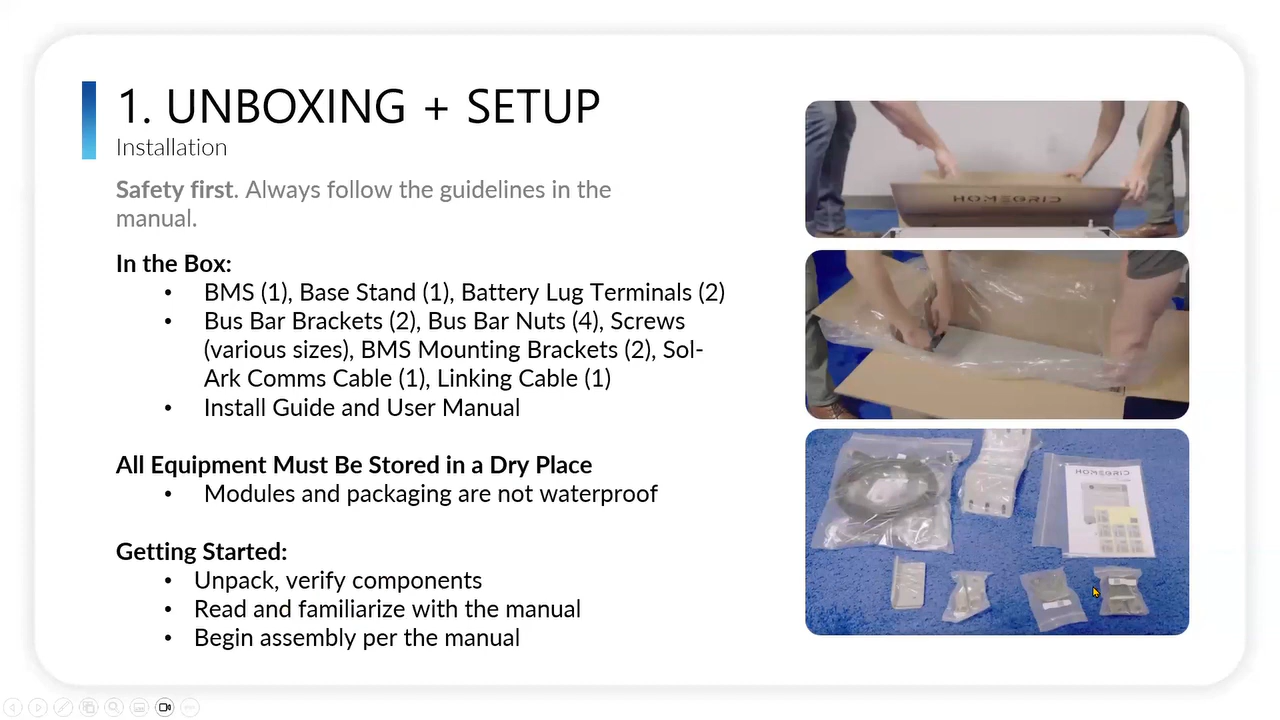 1. UNBOXING + SETUP
Installation
Safety first. Always follow the guidelines in the
manual.
In the Box:
• BMS (1), Base Stand (1), Battery Lug Terminals (2)
• Bus Bar Brackets (2), Bus Bar Nuts (4), Screws
(various sizes), BMS Mounting Brackets (2), Sol-
Ark Comms Cable (1), Linking Cable (1)
• Install Guide and User Manual
All Equipment Must Be Stored in a Dry Place
• Modules and packaging are not waterproof
Getting Started:
• Unpack, verify components
• Read and familiarize with the manual
• Begin assembly per the manual
HOMEGRID
HOMEGRID